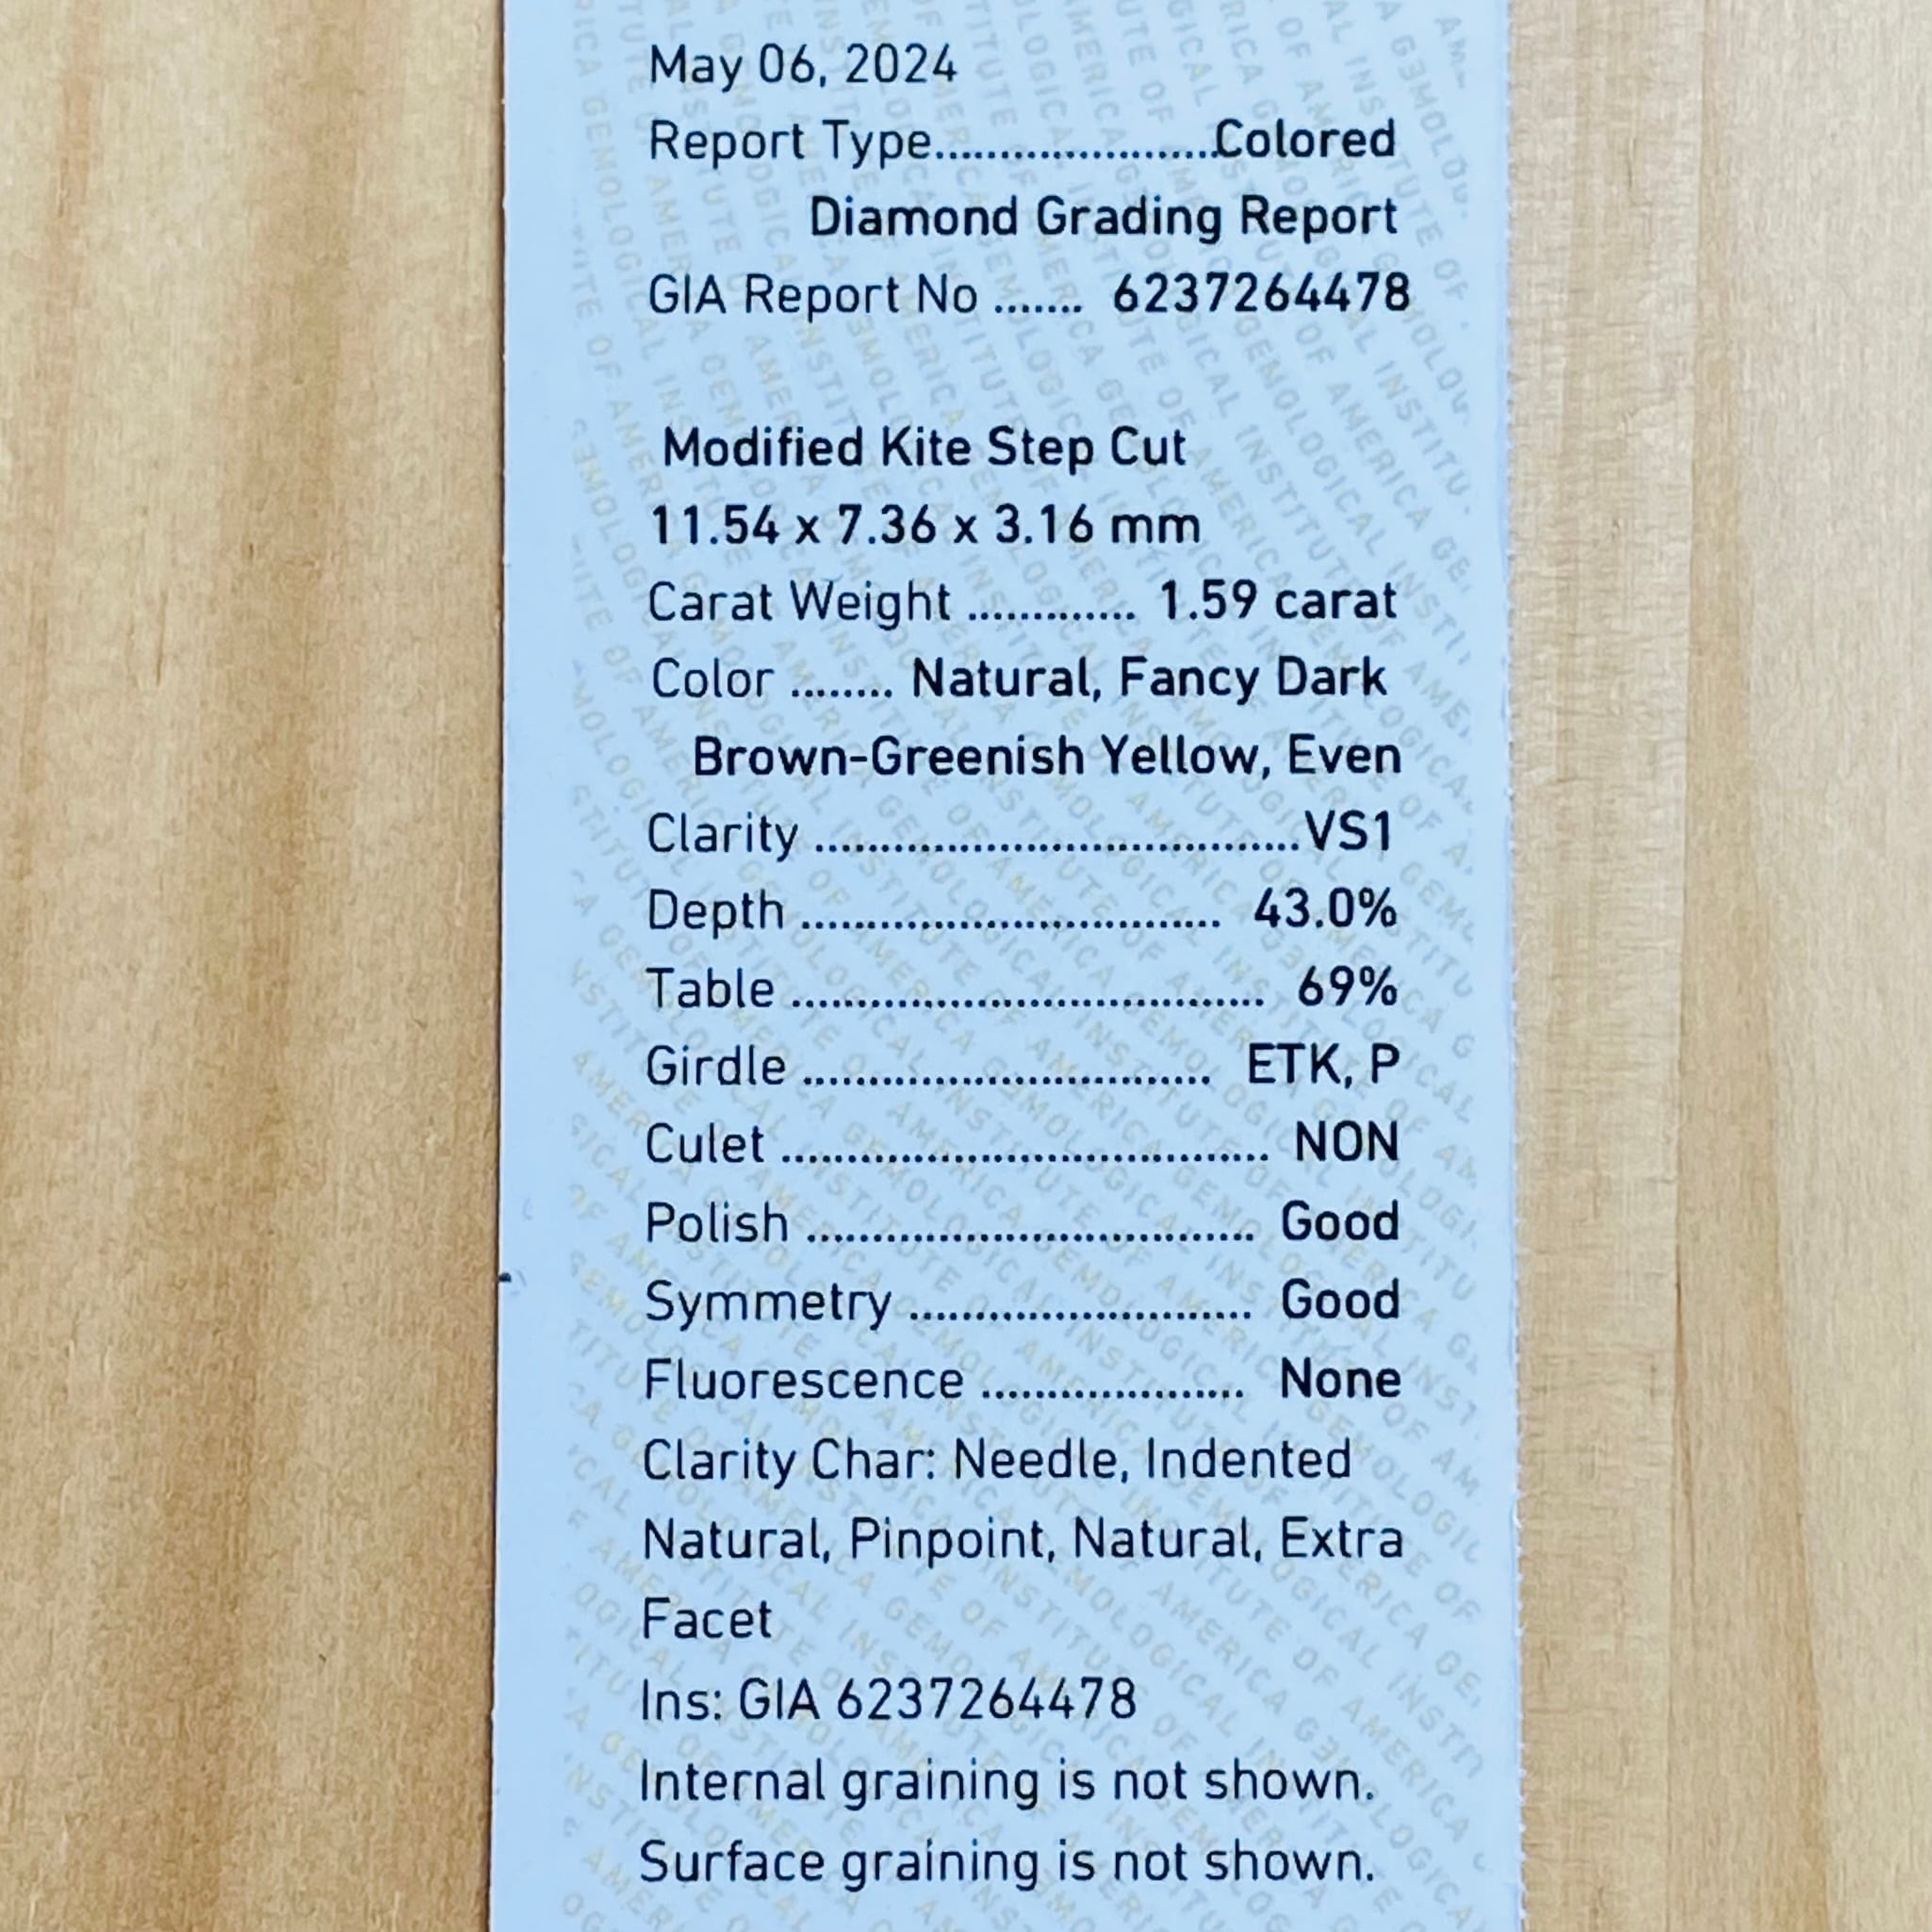 May 06, 2024
Report Type......................Colored
Diamond Grading Report
GIA Report No ....... 6237264478
Modified Kite Step Cut
11.54 x 7.36 x 3.16 mm
Carat Weight ............. 1.59 carat
Color ........ Natural, Fancy Dark
Brown-Greenish Yellow, Even
Clarity .....................................VS1
Depth ................................ 43.0%
Table .................................... 69%
Girdle ............................... ETK, P
Culet ..................................... NON
Polish .................................. Good
Symmetry .......................... Good
Fluorescence .................... None
Clarity Char: Needle, Indented
Natural, Pinpoint, Natural, Extra
Facet
Ins: GIA 6237264478
Internal graining is not shown.
Surface graining is not shown.